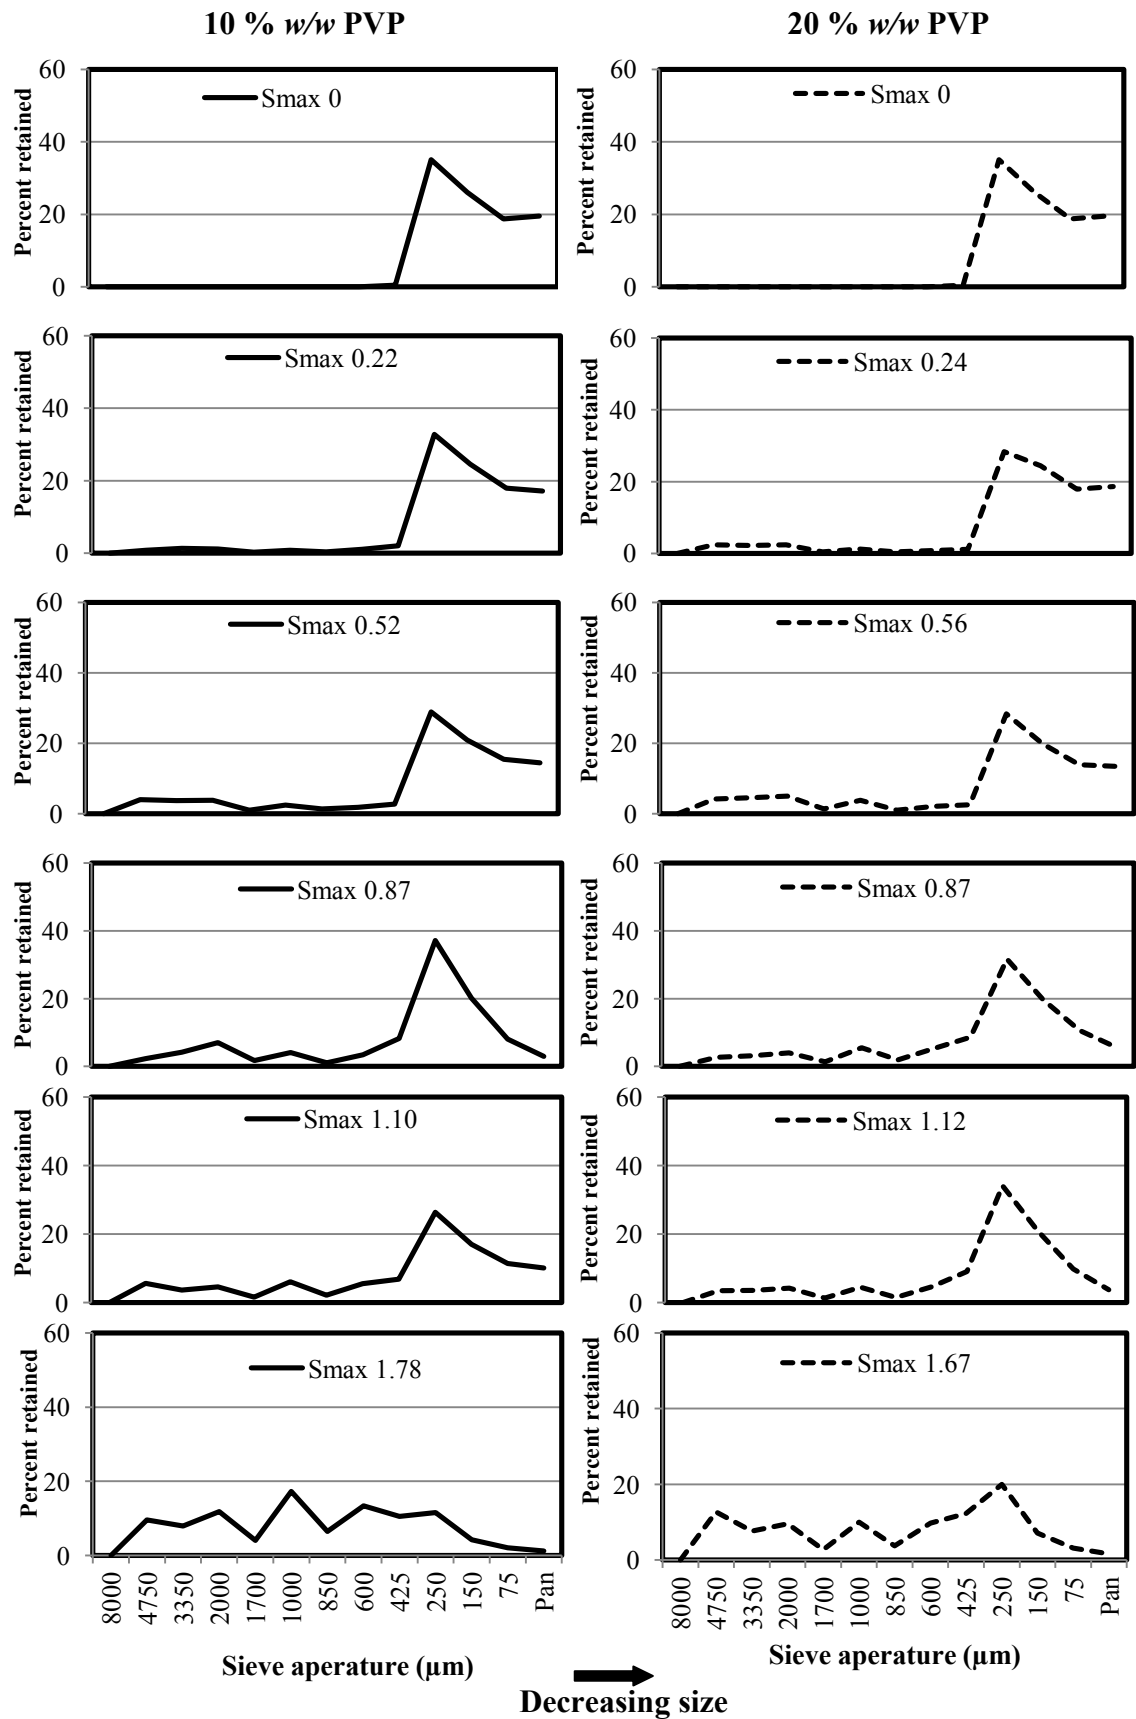 10 % w/w PVP
20 % w/w PVP
Percent retained
60
40
20
0
Smax 0
Percent retained
60
40
20
0
Smax 0
Percent retained
60
40
20
0
Smax 0.22
Percent retained
60
40
20
0
Smax 0.24
Percent retained
60
40
20
0
Smax 0.52
Percent retained
60
40
20
0
Smax 0.56
Percent retained
60
40
20
0
Smax 0.87
Percent retained
60
40
20
0
Smax 0.87
Percent retained
60
40
20
0
Smax 1.10
Percent retained
60
40
20
0
Smax 1.12
Percent retained
60
40
20
0
Smax 1.78
8000
4750
3350
2000
1700
1000
850
600
425
250
150
75
Pan
Sieve aperature (µm)
Percent retained
60
40
20
0
Smax 1.67
8000
4750
3350
2000
1700
1000
850
600
425
250
150
75
Pan
Sieve aperature (µm)
Decreasing size